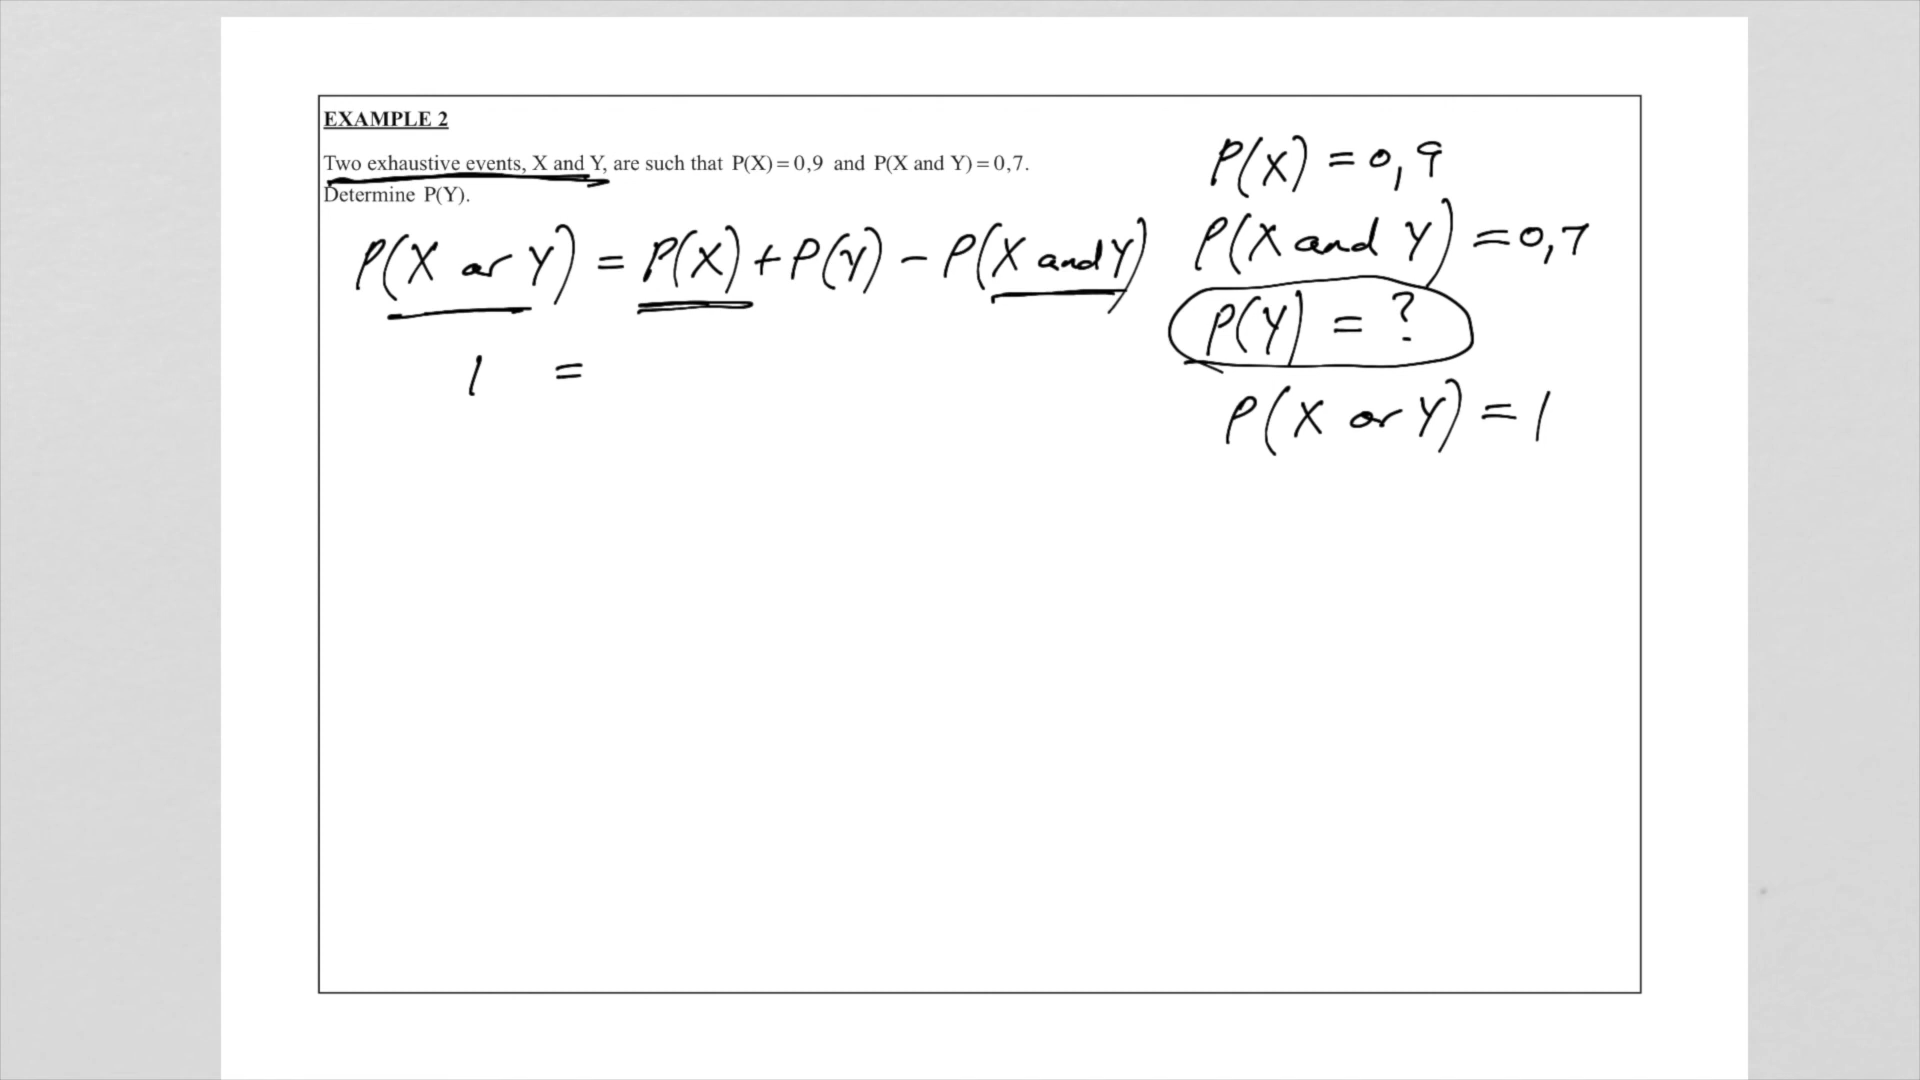 EXAMPLE 2
Two exhaustive events, X and Y, are such that P(X)=0,9 and P(X and Y)=0,7.
Determine P(Y).
P(X or Y) = P(X) + P(Y) - P(X and Y)
1 =
P(X) = 0,9
P(X and Y) = 0,7
P(Y) = ?
P(X or Y) = 1